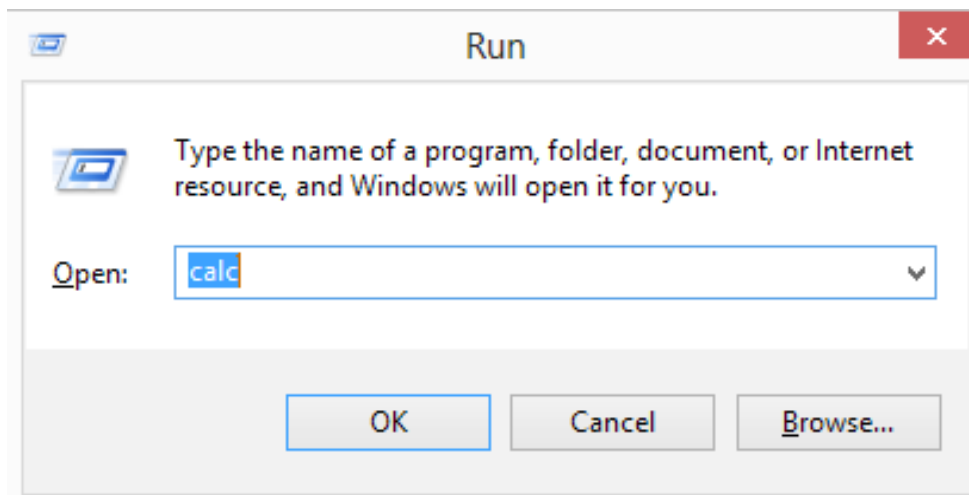 Run
Type the name of a program, folder, document, or Internet
resource, and Windows will open it for you.
Open: calc
OK Cancel Browse...